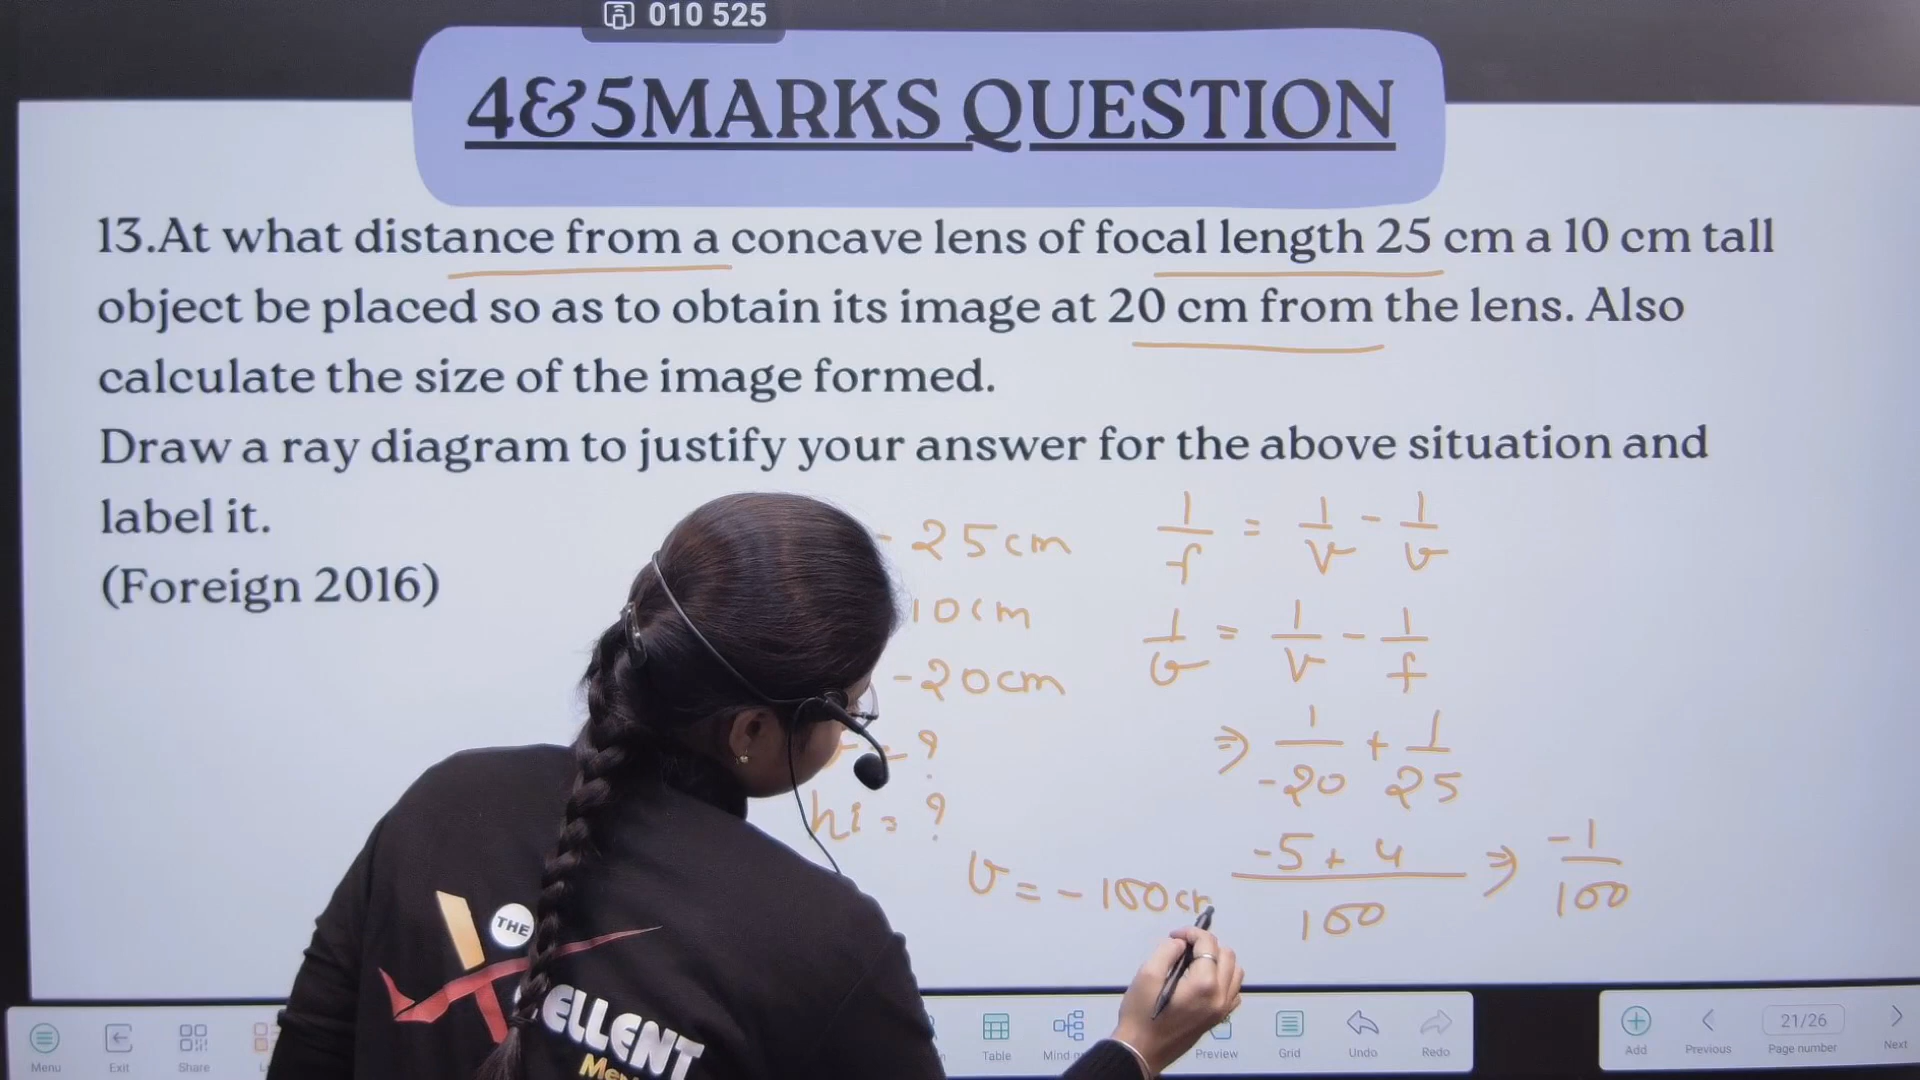 010 525
4&5MARKS QUESTION
13.At what distance from a concave lens of focal length 25 cm a 10 cm tall
object be placed so as to obtain its image at 20 cm from the lens. Also
calculate the size of the image formed.
Draw a ray diagram to justify your answer for the above situation and
label it.
(Foreign 2016)
- 25cm
10cm
-20cm
= ?
hi = ?
1/f = 1/v - 1/u
1/u = 1/v - 1/f
⇒ 1/-20 + 1/25
-5 + 4 / 100 ⇒ -1/100
u = - 100cm
THE
ELLENT
Menu
Exit
Share
Table
Mind
Preview
Grid
Undo
Redo
Add
Previous
21/26
Page number
Next